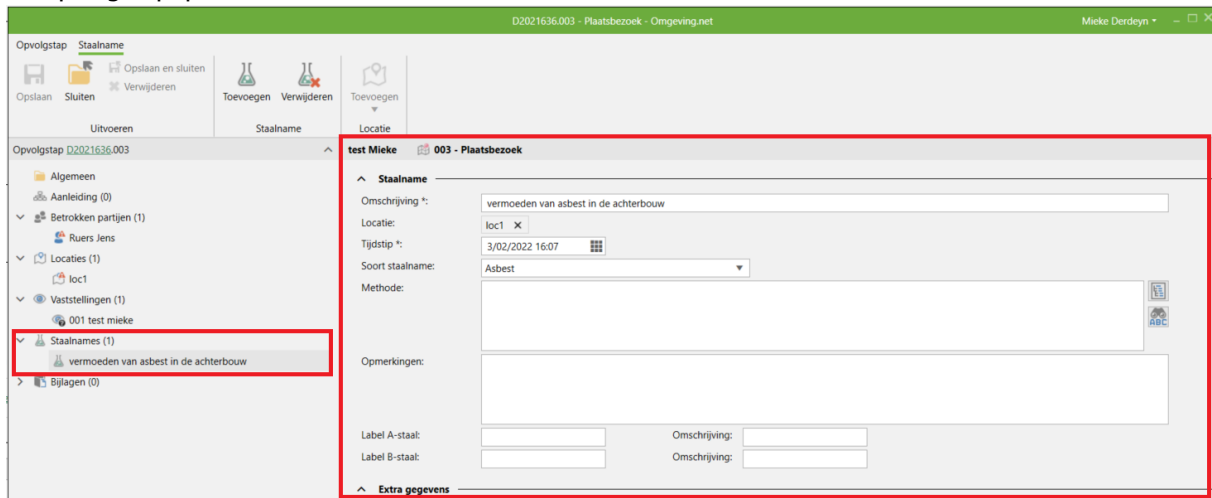 D2021636.003 - Plaatsbezoek - Omgeving.net
Mieke Derdeyn
Opvolgstap Staalname
Opslaan Sluiten Opslaan en sluiten
Verwijderen
Toevoegen Verwijderen Toevoegen
Uitvoeren Staalname Locatie
Opvolgstap D2021636.003
Algemeen
Aanleiding (0)
Betrokken partijen (1)
Ruers Jens
Locaties (1)
loc1
Vaststellingen (1)
001 test mieke
Staalnames (1)
vermoeden van asbest in de achterbouw
Bijlagen (0)
test Mieke 003 - Plaatsbezoek
Staalname
Omschrijving *: vermoeden van asbest in de achterbouw
Locatie: loc1
Tijdstip *: 3/02/2022 16:07
Soort staalname: Asbest
Methode:
ABC
Opmerkingen:
Label A-staal: Omschrijving:
Label B-staal: Omschrijving:
Extra gegevens